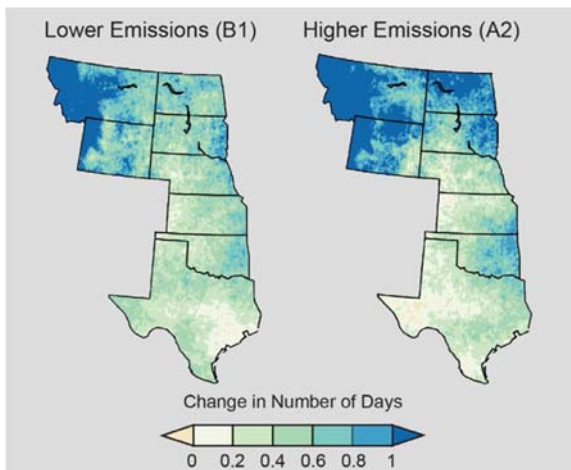 Lower Emissions (B1) Higher Emissions (A2)
Change in Number of Days
0 0.2 0.4 0.6 0.8 1